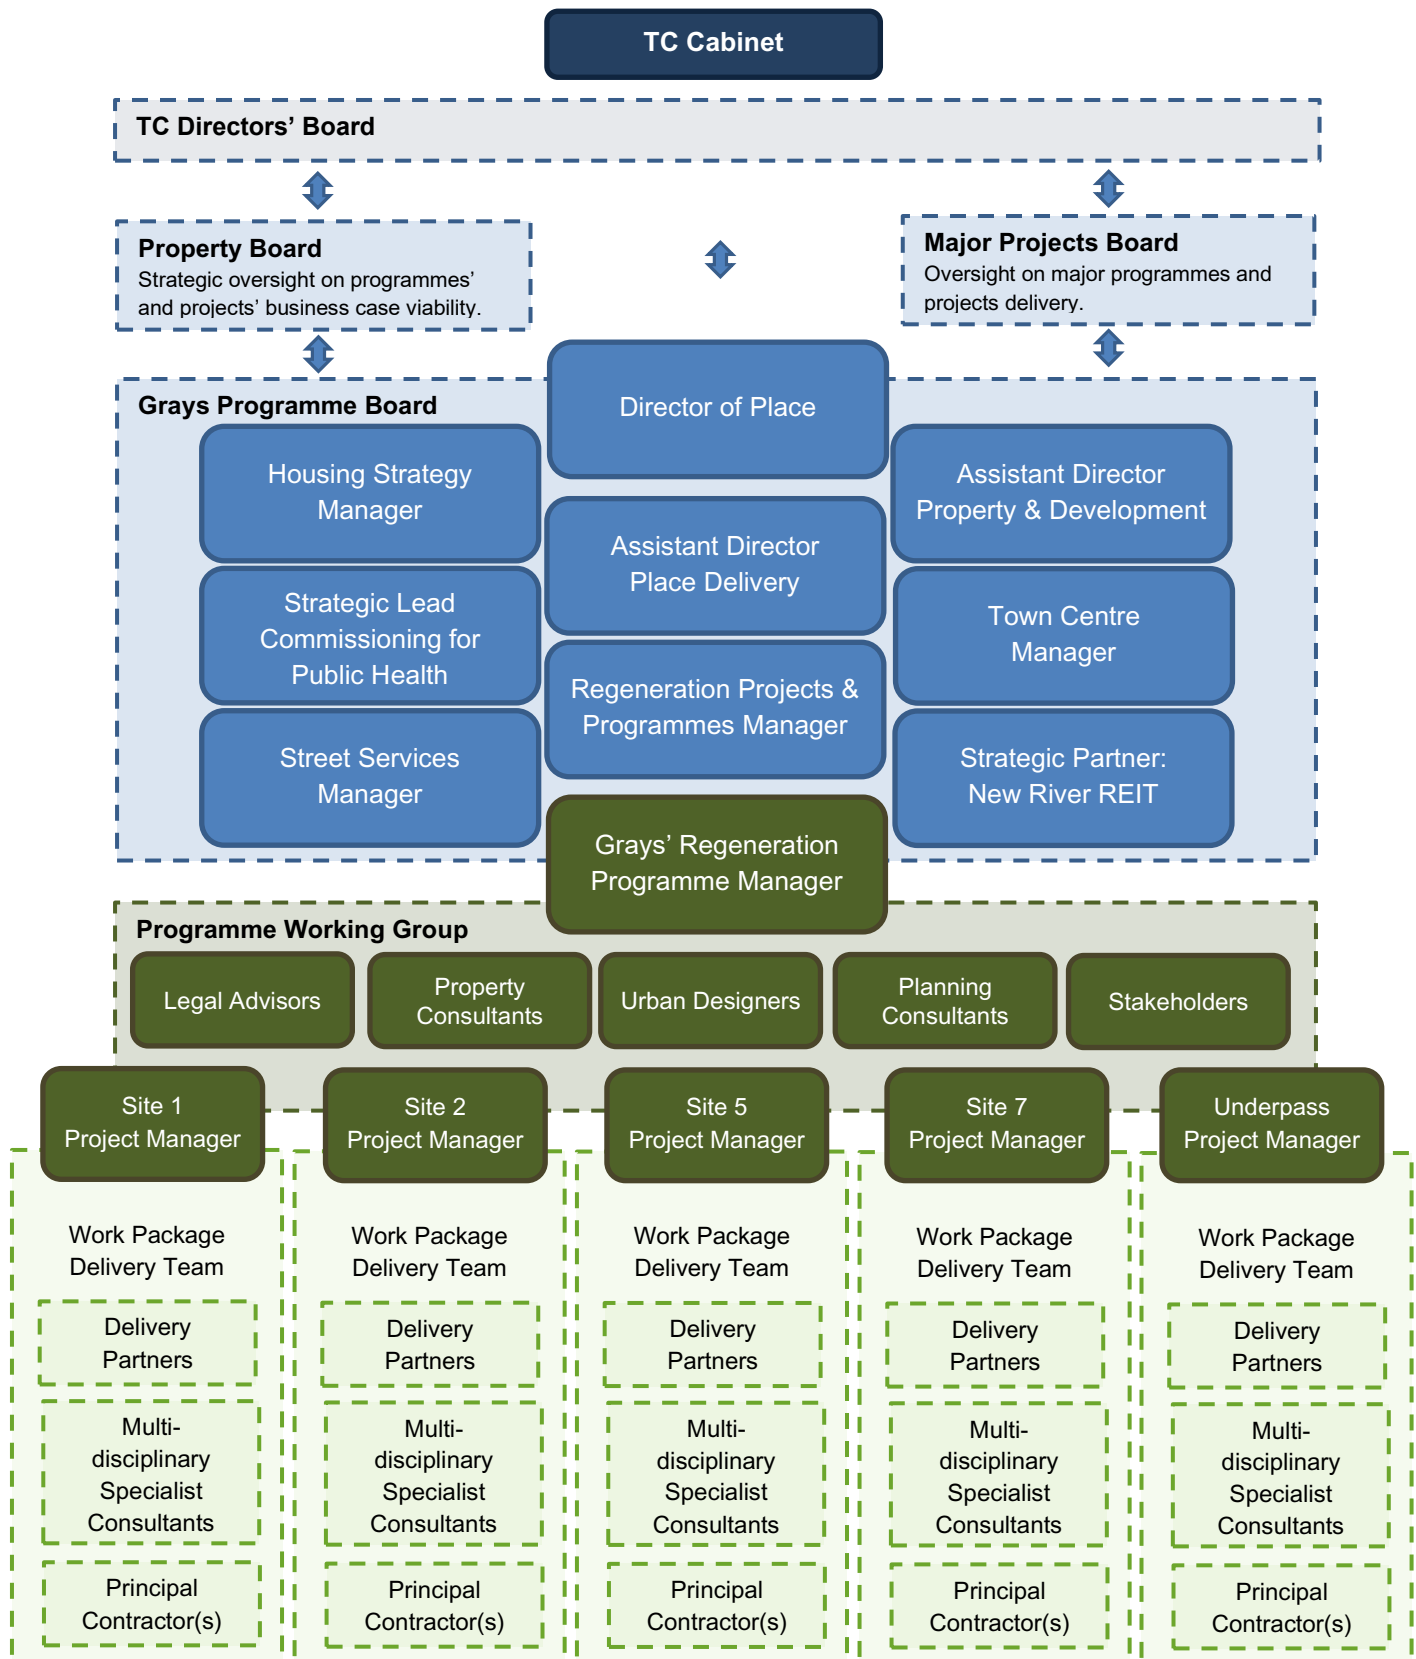 TC Cabinet
TC Directors’ Board
Property Board
Strategic oversight on programmes’
and projects’ business case viability.
Major Projects Board
Oversight on major programmes and
projects delivery.
Grays Programme Board
Director of Place
Housing Strategy
Manager
Assistant Director
Place Delivery
Assistant Director
Property & Development
Strategic Lead
Commissioning for
Public Health
Regeneration Projects &
Programmes Manager
Town Centre
Manager
Street Services
Manager
Strategic Partner:
New River REIT
Grays’ Regeneration
Programme Manager
Programme Working Group
Legal Advisors
Property
Consultants
Urban Designers
Planning
Consultants
Stakeholders
Site 1
Project Manager
Site 2
Project Manager
Site 5
Project Manager
Site 7
Project Manager
Underpass
Project Manager
Work Package
Delivery Team
Delivery
Partners
Multi-
disciplinary
Specialist
Consultants
Principal
Contractor(s)
Work Package
Delivery Team
Delivery
Partners
Multi-
disciplinary
Specialist
Consultants
Principal
Contractor(s)
Work Package
Delivery Team
Delivery
Partners
Multi-
disciplinary
Specialist
Consultants
Principal
Contractor(s)
Work Package
Delivery Team
Delivery
Partners
Multi-
disciplinary
Specialist
Consultants
Principal
Contractor(s)
Work Package
Delivery Team
Delivery
Partners
Multi-
disciplinary
Specialist
Consultants
Principal
Contractor(s)